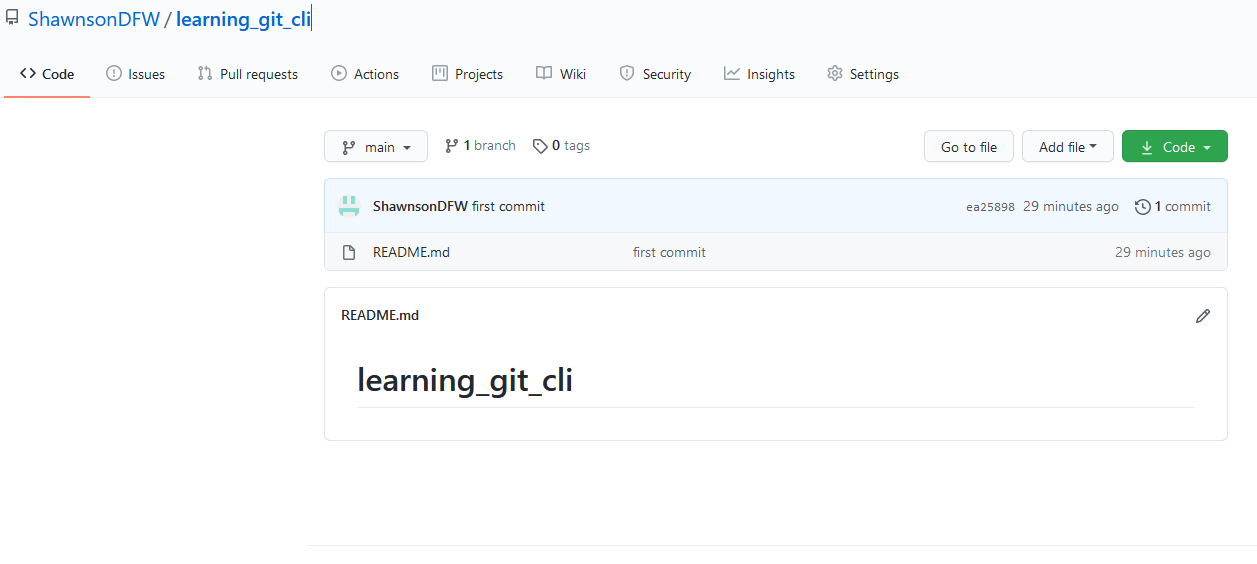 ShawnsonDFW / learning_git_cli
Code Issues Pull requests Actions Projects Wiki Security Insights Settings
main 1 branch 0 tags Go to file Add file Code
ShawnsonDFW first commit ea25898 29 minutes ago 1 commit
README.md first commit 29 minutes ago
README.md
learning_git_cli